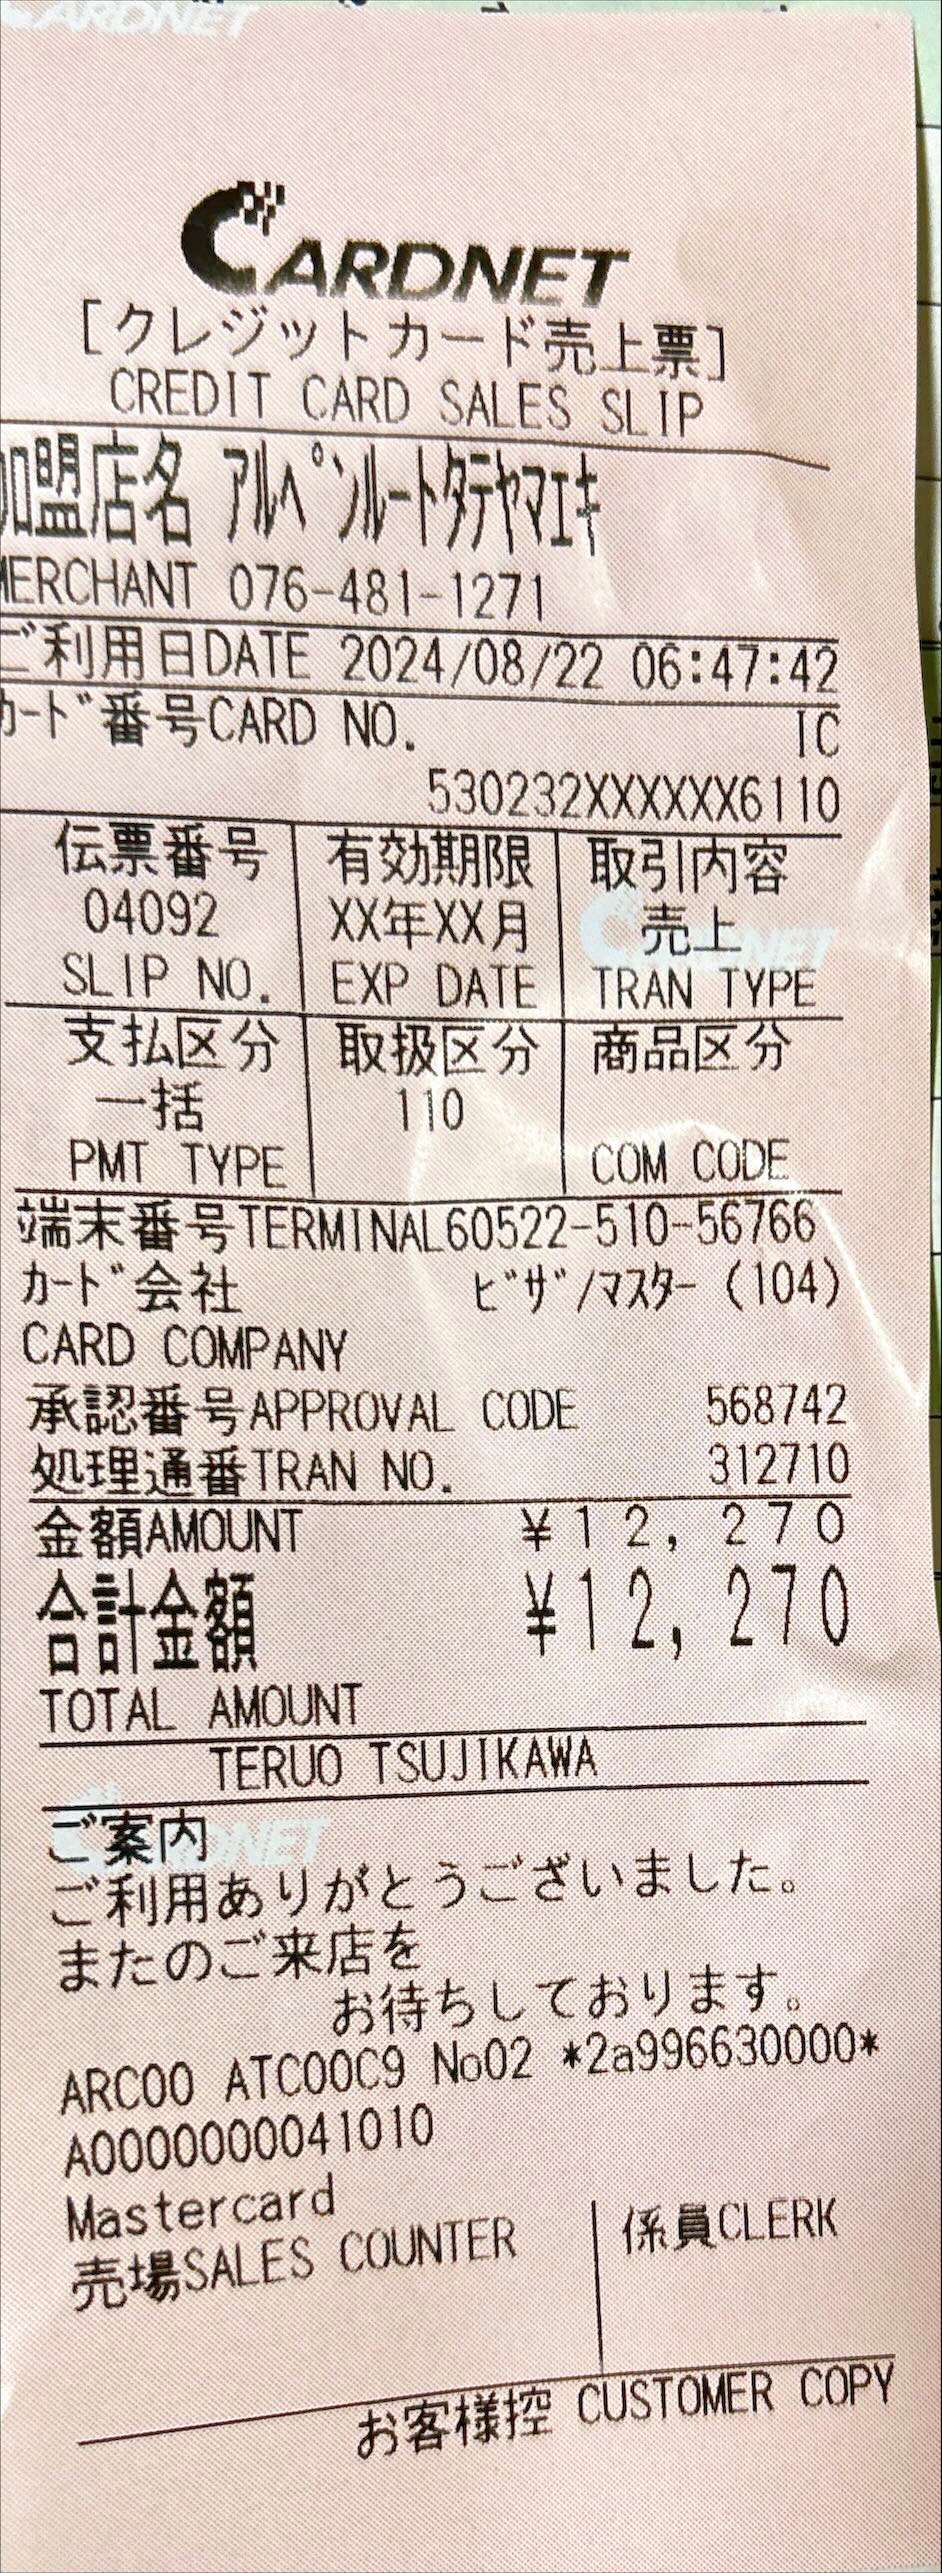 CARDNET
CARDNET
[クレジットカード売上票]
CREDIT CARD SALES SLIP
加盟店名 アルペンルートタテヤマエキ
MERCHANT 076-481-1271
ご利用日DATE 2024/08/22 06:47:42
カード番号CARD NO. IC
530232XXXXXX6110
伝票番号 有効期限 取引内容
04092 XX年XX月 売上
SLIP NO. EXP DATE TRAN TYPE
支払区分 取扱区分 商品区分
一括 110
PMT TYPE COM CODE
端末番号TERMINAL60522-510-56766
カード会社 ビザ/マスター (104)
CARD COMPANY
承認番号APPROVAL CODE 568742
処理通番TRAN NO. 312710
金額AMOUNT ¥12,270
合計金額 ¥12,270
TOTAL AMOUNT
TERUO TSUJIKAWA
ご案内
ご利用ありがとうございました。
またのご来店を
お待ちしております。
ARC00 ATC00C9 No02 *2a996630000*
A0000000041010
Mastercard
売場SALES COUNTER 係員CLERK
お客様控 CUSTOMER COPY